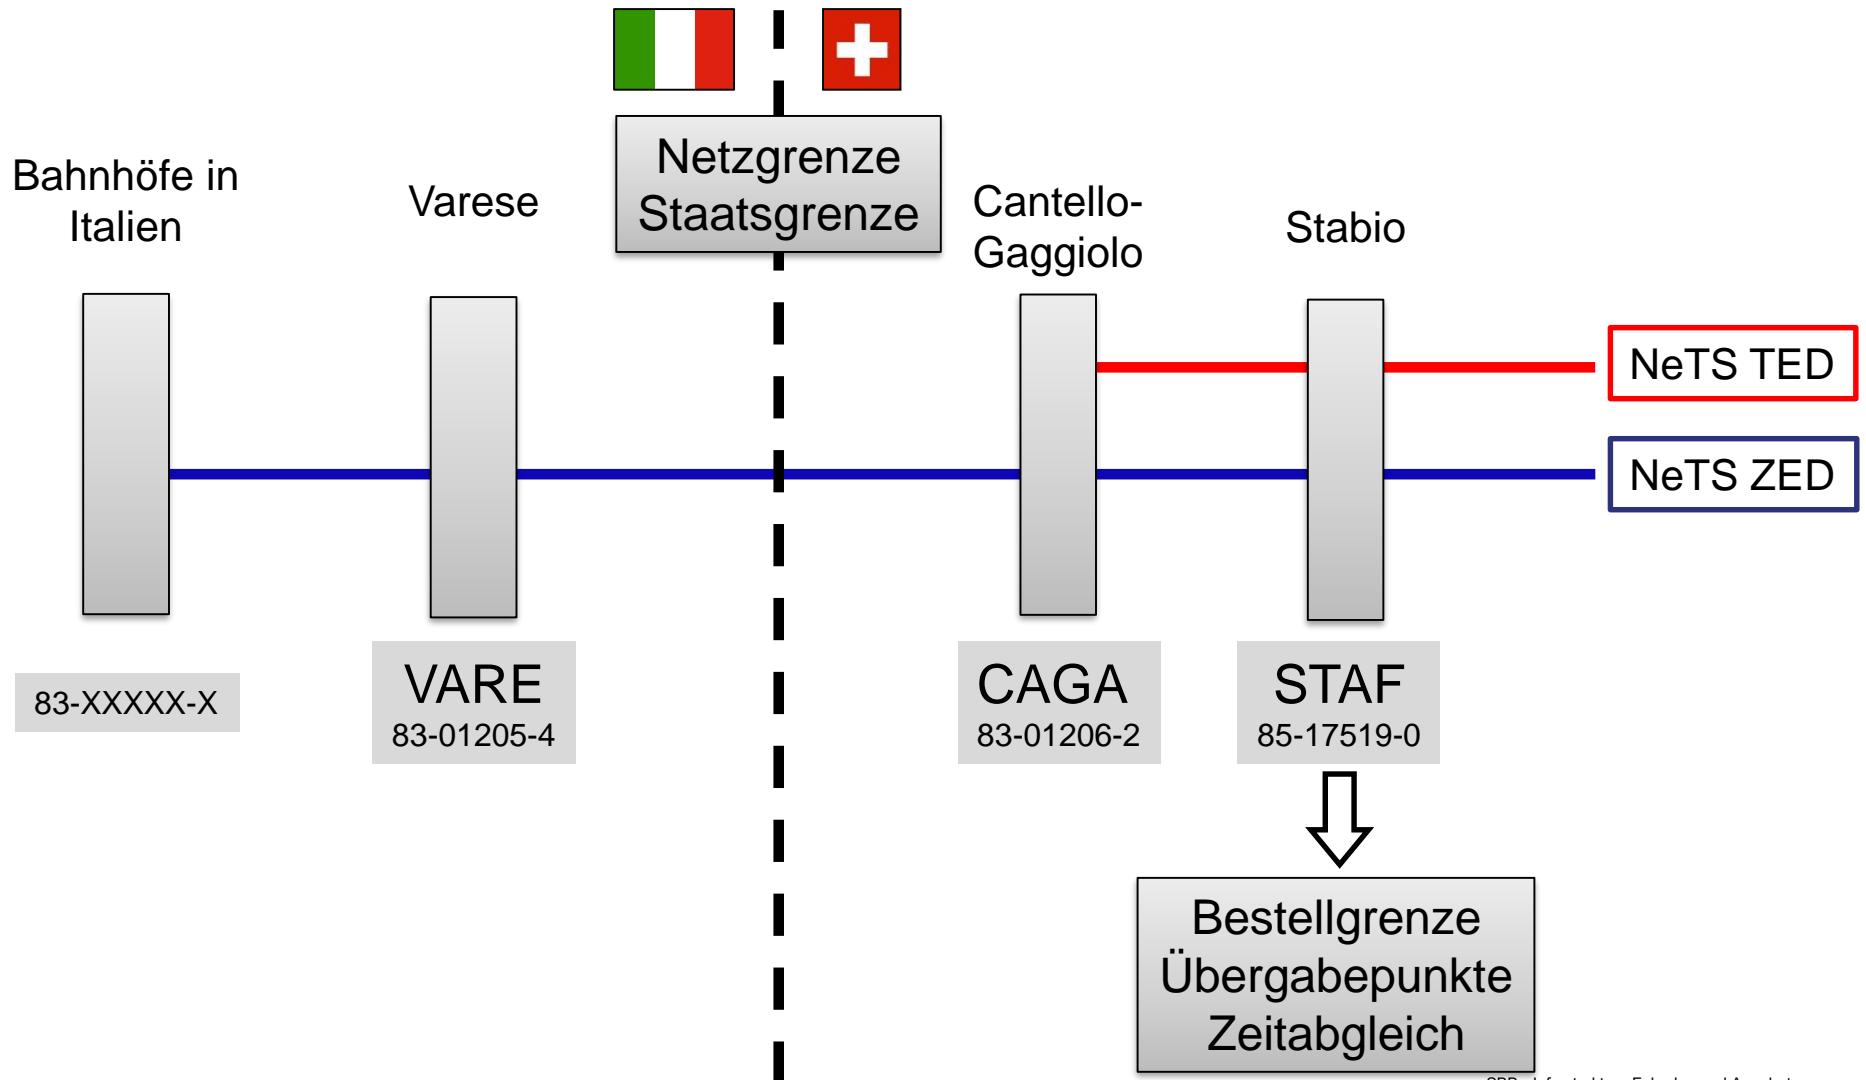 Netzgrenze
Staatsgrenze
Bahnhöfe in
Italien
Varese
Cantello-
Gaggiolo
Stabio
NeTS TED
NeTS ZED
83-XXXXX-X
VARE
83-01205-4
CAGA
83-01206-2
STAF
85-17519-0
Bestellgrenze
Übergabepunkte
Zeitabgleich